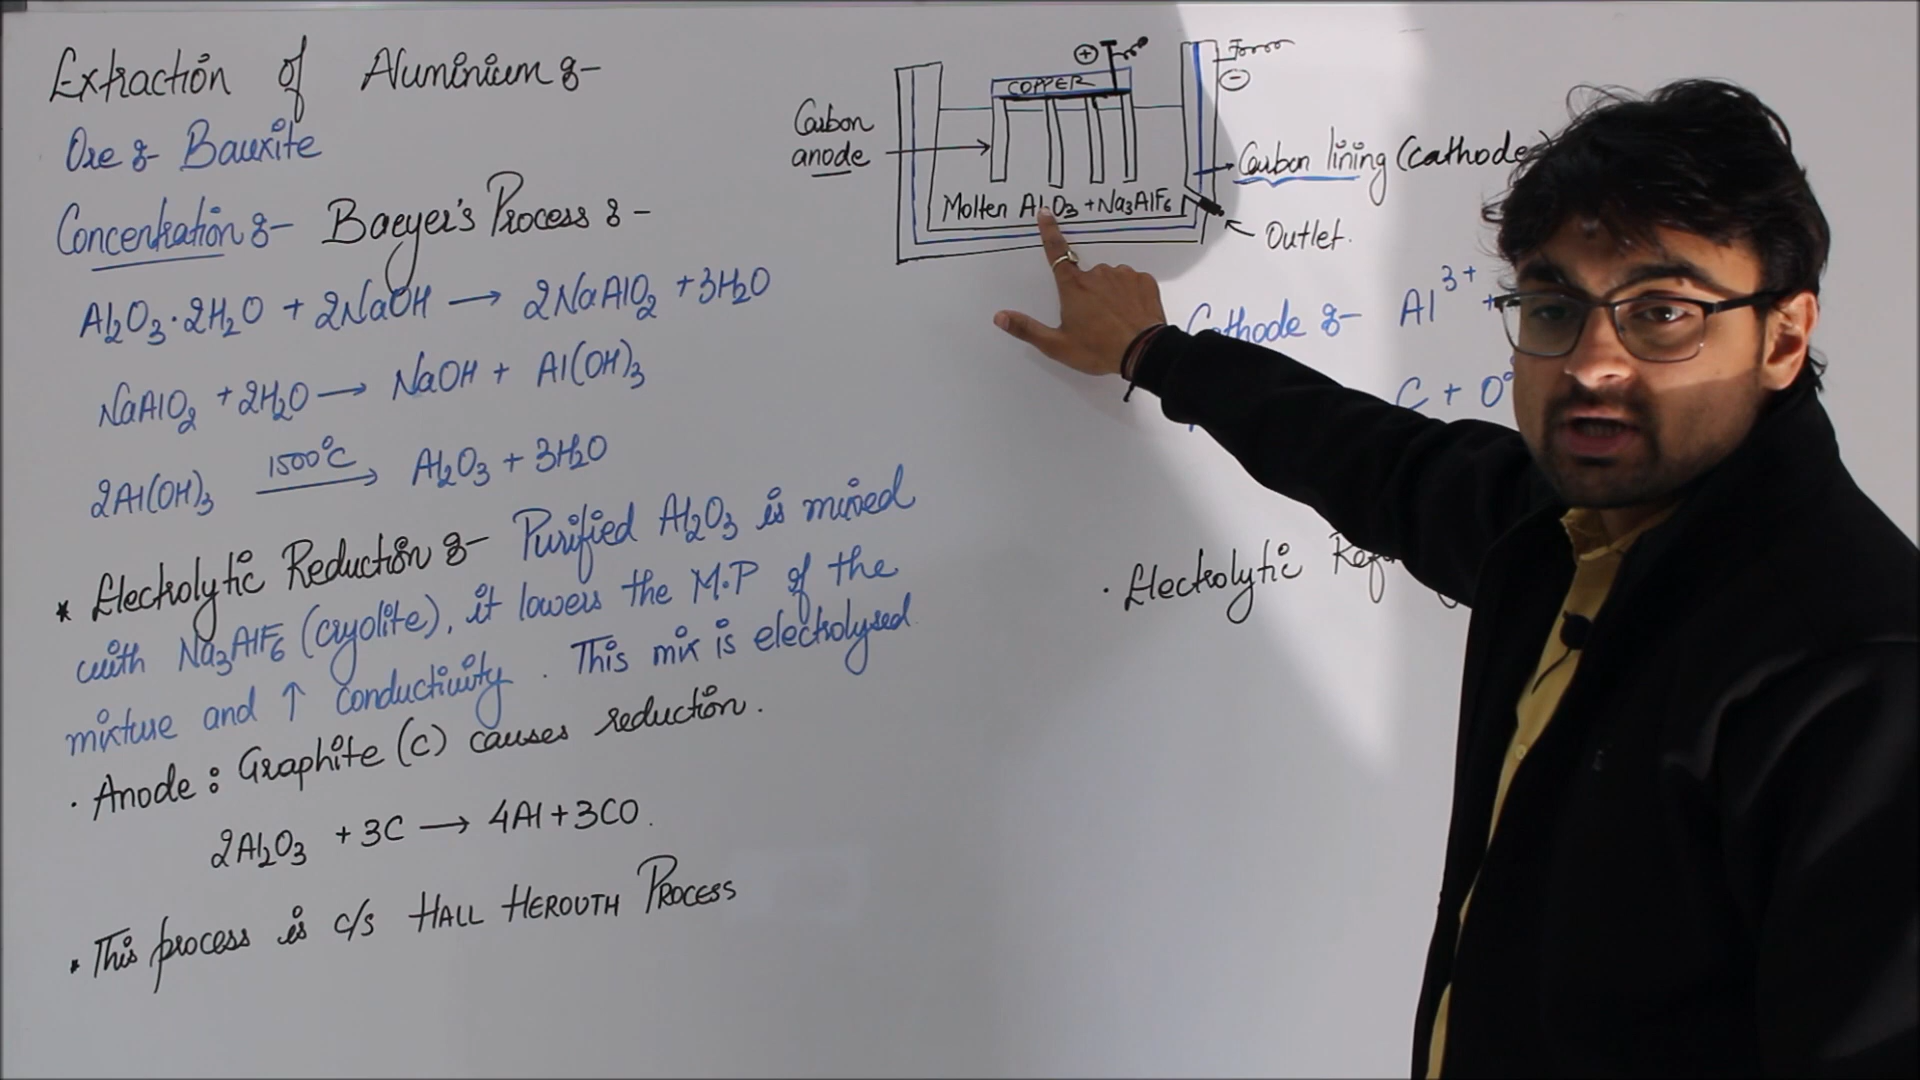 Extraction of Aluminium :-
Ore :- Bauxite
Concentration :- Baeyer's Process :-
Al2O3·2H2O + 2NaOH → 2NaAlO2 + 3H2O
NaAlO2 + 2H2O → NaOH + Al(OH)3
2Al(OH)3 1500°C → Al2O3 + 3H2O
* Electrolytic Reduction :- Purified Al2O3 is mixed
with Na3AlF6 (cryolite), it lowers the M.P of the
mixture and ↑ conductivity. This mix is electrolysed
· Anode : Graphite (C) causes reduction.
2Al2O3 + 3C → 4Al + 3CO.
· This process is c/s HALL HEROUTH PROCESS
+
COPPER
−
Carbon
anode
Carbon lining (cathode)
Molten Al2O3 + Na3AlF6
Outlet.
Cathode :- Al3+ +
C + O
· Electrolytic